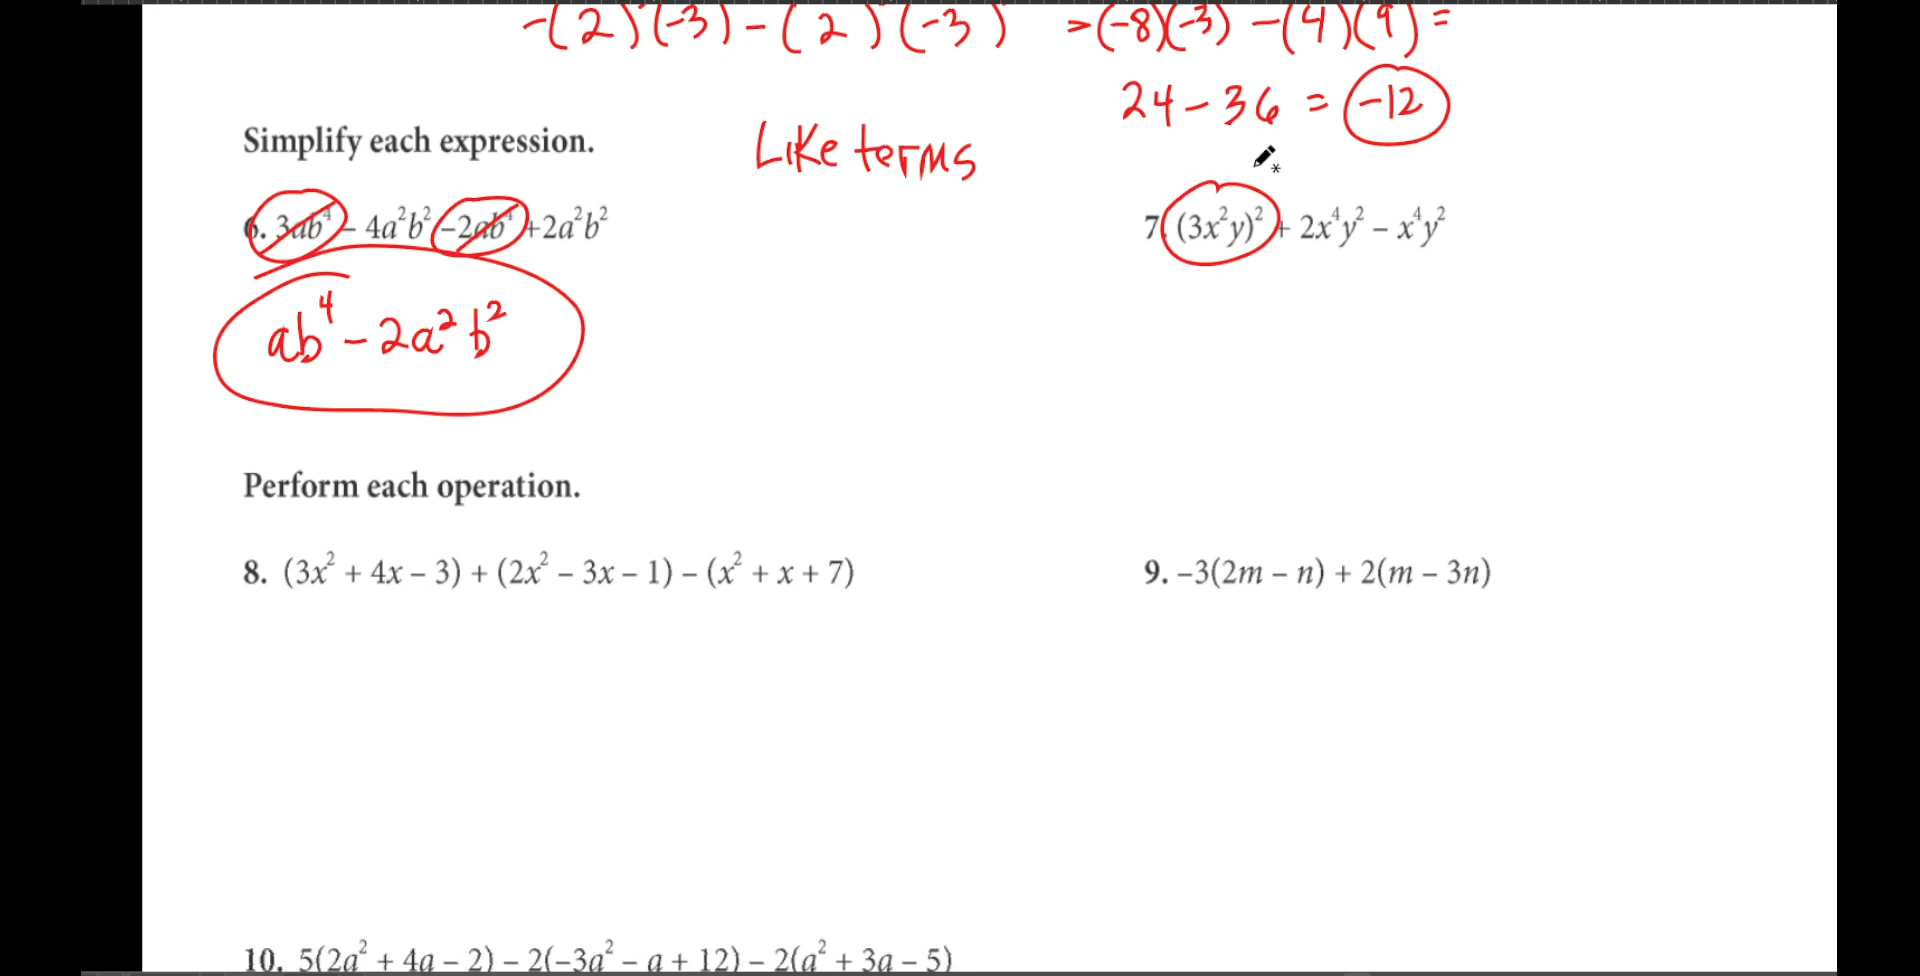 -(2)(-3) - (2)(-3) = (-8)(-3) - (4)(9) =
24 - 36 = -12
Simplify each expression.
Like terms
6. 3ab⁴ - 4a²b² - 2ab⁴ + 2a²b²
7. (3x²y)² + 2x⁴y² - x⁴y²
ab⁴ - 2a²b²
Perform each operation.
8. (3x² + 4x - 3) + (2x² - 3x - 1) - (x² + x + 7)
9. -3(2m - n) + 2(m - 3n)
10. 5(2a² + 4a - 2) - 2(-3a² - a + 12) - 2(a² + 3a - 5)